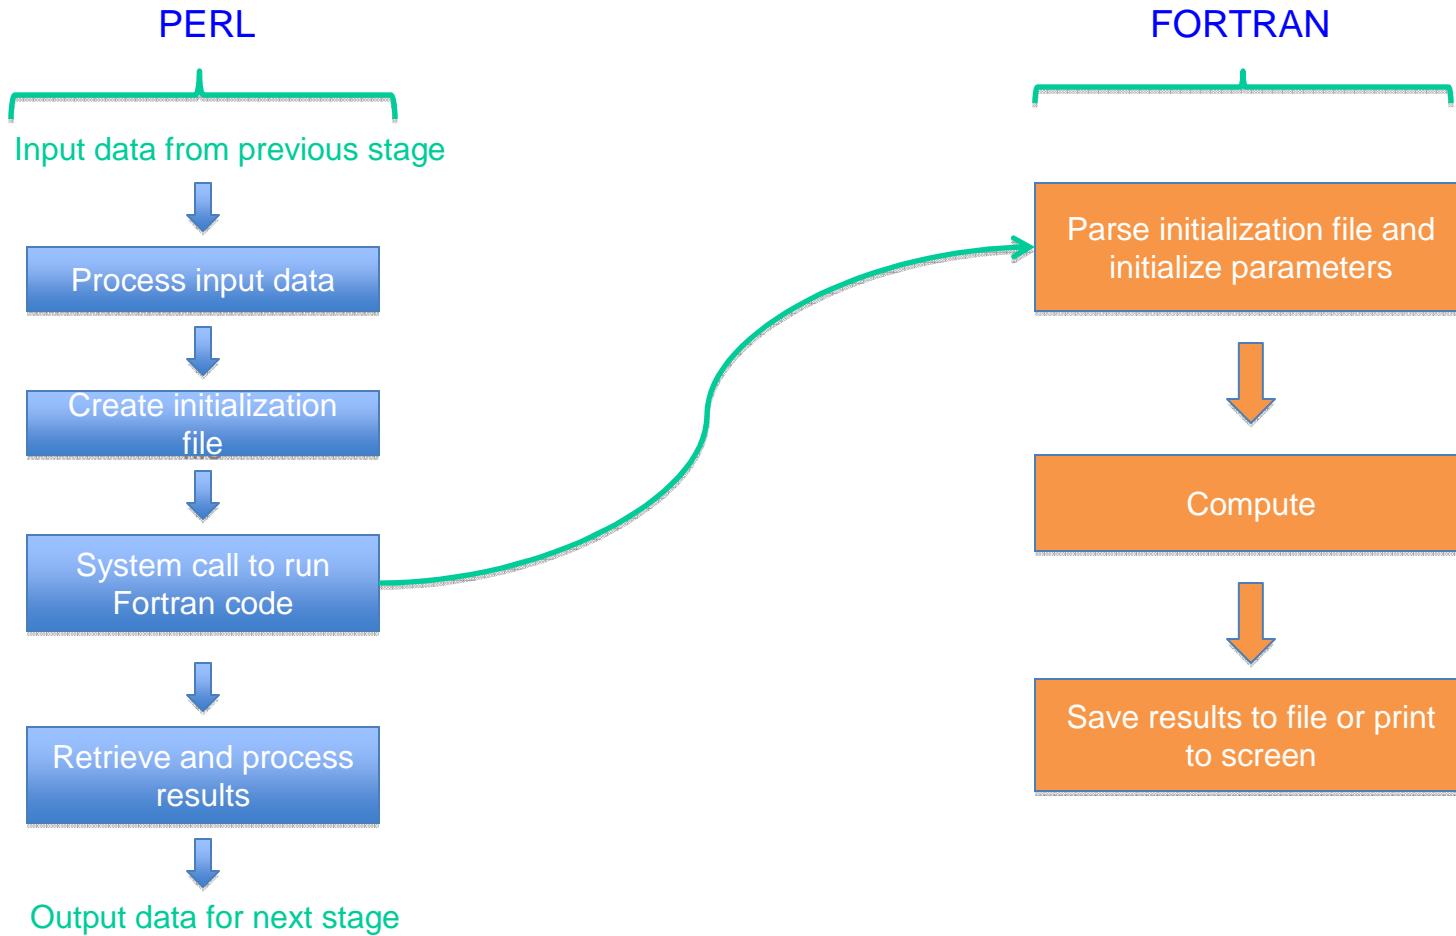 PERL
Input data from previous stage
Process input data
Create initialization
file
System call to run
Fortran code
Retrieve and process
results
Output data for next stage
FORTRAN
Parse initialization file and
initialize parameters
Compute
Save results to file or print
to screen